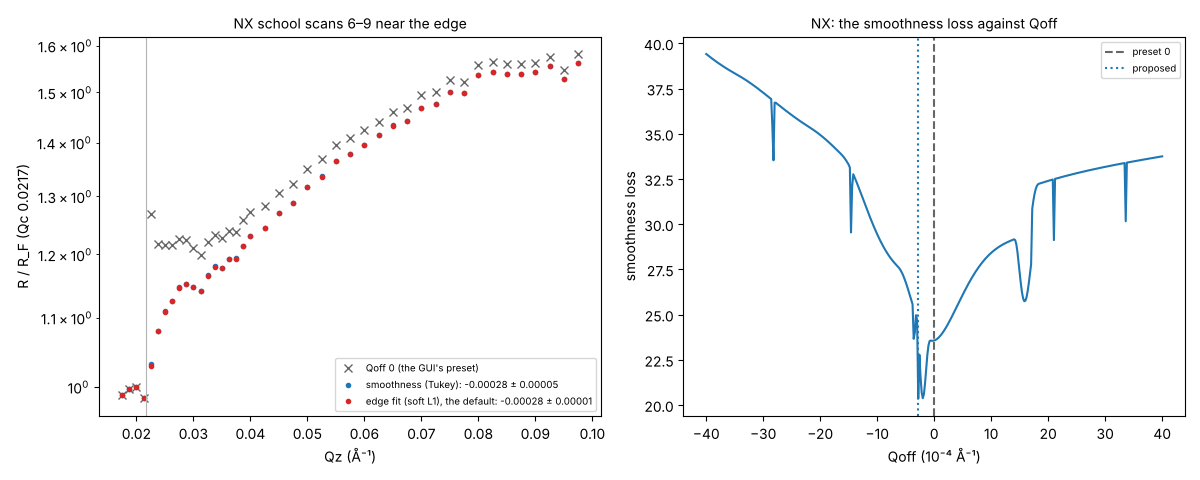 NX school scans 6–9 near the edge
R / R_F (Qc 0.0217)
1.6 × 10⁰
1.5 × 10⁰
1.4 × 10⁰
1.3 × 10⁰
1.2 × 10⁰
1.1 × 10⁰
10⁰
Qoff 0 (the GUI's preset)
smoothness (Tukey): -0.00028 ± 0.00005
edge fit (soft L1), the default: -0.00028 ± 0.00001
0.02 0.03 0.04 0.05 0.06 0.07 0.08 0.09 0.10
Qz (Å⁻¹)
NX: the smoothness loss against Qoff
smoothness loss
40.0
37.5
35.0
32.5
30.0
27.5
25.0
22.5
20.0
preset 0
proposed
−40 −30 −20 −10 0 10 20 30 40
Qoff (10⁻⁴ Å⁻¹)